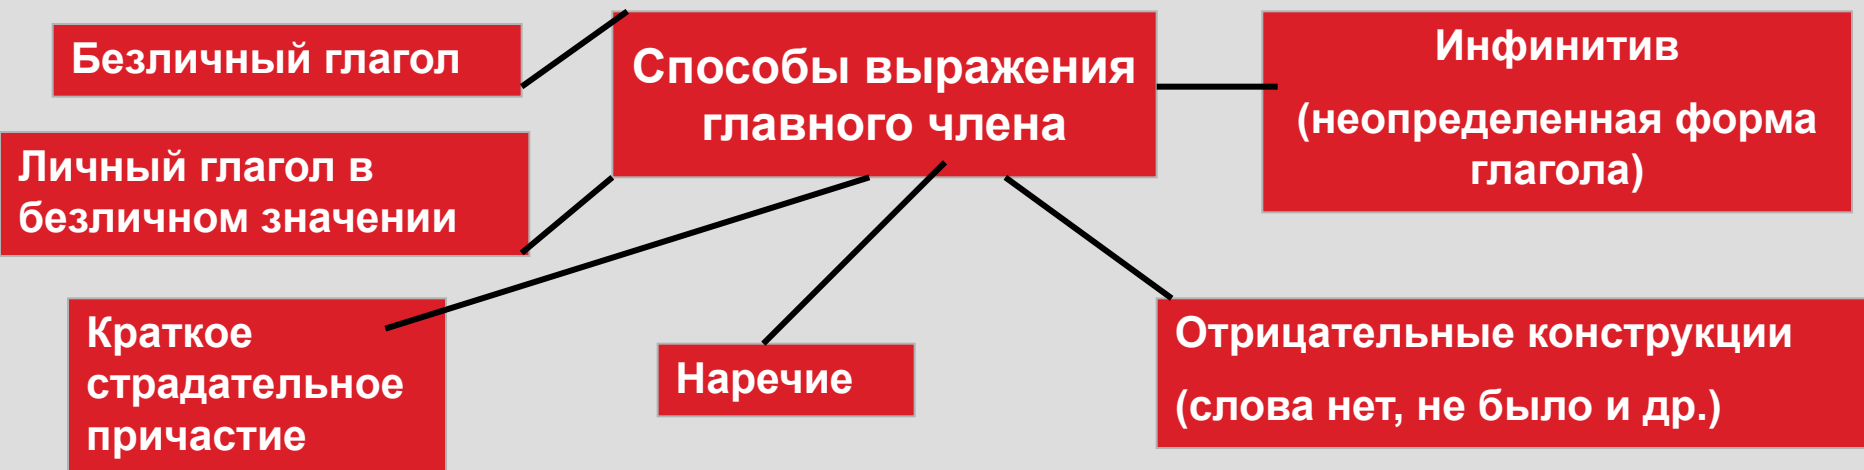 Безличный глагол
Способы выражения
главного члена
Инфинитив
(неопределенная форма
глагола)
Личный глагол в
безличном значении
Краткое
страдательное
причастие
Наречие
Отрицательные конструкции
(слова нет, не было и др.)